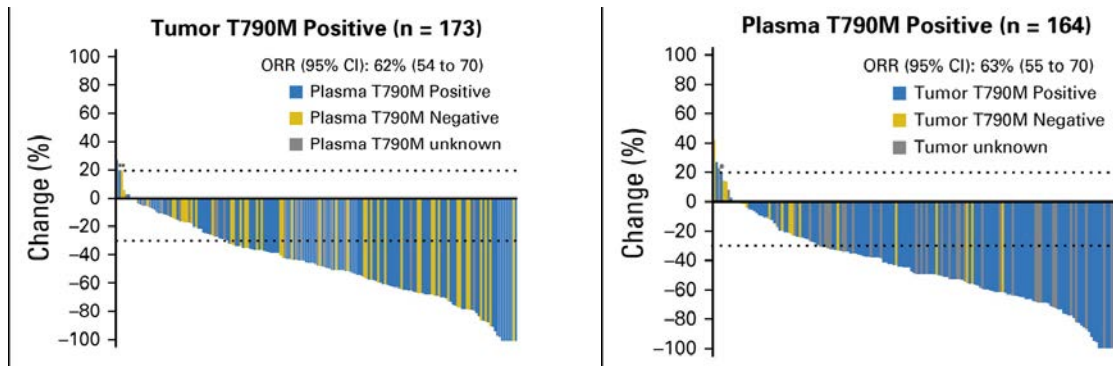 Tumor T790M Positive (n = 173)
ORR (95% CI): 62% (54 to 70)
Plasma T790M Positive
Plasma T790M Negative
Plasma T790M unknown
Change (%)
100
80
60
40
20
0
−20
−40
−60
−80
−100
**
Plasma T790M Positive (n = 164)
ORR (95% CI): 63% (55 to 70)
Tumor T790M Positive
Tumor T790M Negative
Tumor unknown
Change (%)
100
80
60
40
20
0
−20
−40
−60
−80
−100
*